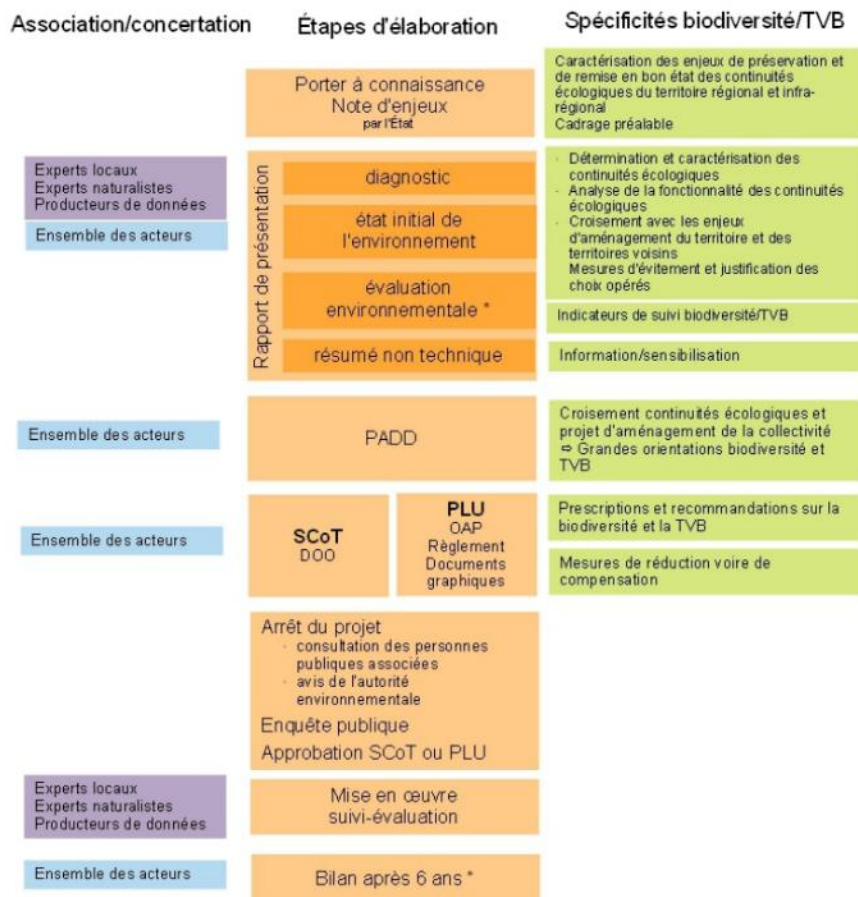 Association/concertation
Étapes d'élaboration
Spécificités biodiversité/TVB
Porter à connaissance
Note d'enjeux
par l'État
Caractérisation des enjeux de préservation et
de remise en bon état des continuités
écologiques du territoire régional et infra-
régional
Cadrage préalable
Experts locaux
Experts naturalistes
Producteurs de données
Ensemble des acteurs
Rapport de présentation
diagnostic
état initial de
l'environnement
évaluation
environnementale *
résumé non technique
· Détermination et caractérisation des
continuités écologiques
· Analyse de la fonctionnalité des continuités
écologiques
· Croisement avec les enjeux
d'aménagement du territoire et des
territoires voisins
Mesures d'évitement et justification des
choix opérés
Indicateurs de suivi biodiversité/TVB
Information/sensibilisation
Ensemble des acteurs
PADD
Croisement continuités écologiques et
projet d'aménagement de la collectivité
⇨ Grandes orientations biodiversité et
TVB
Ensemble des acteurs
SCoT
DOO
PLU
OAP
Règlement
Documents
graphiques
Prescriptions et recommandations sur la
biodiversité et la TVB
Mesures de réduction voire de
compensation
Arrêt du projet
· consultation des personnes
publiques associées
· avis de l'autorité
environnementale
Enquête publique
Approbation SCoT ou PLU
Experts locaux
Experts naturalistes
Producteurs de données
Mise en œuvre
suivi-évaluation
Ensemble des acteurs
Bilan après 6 ans *